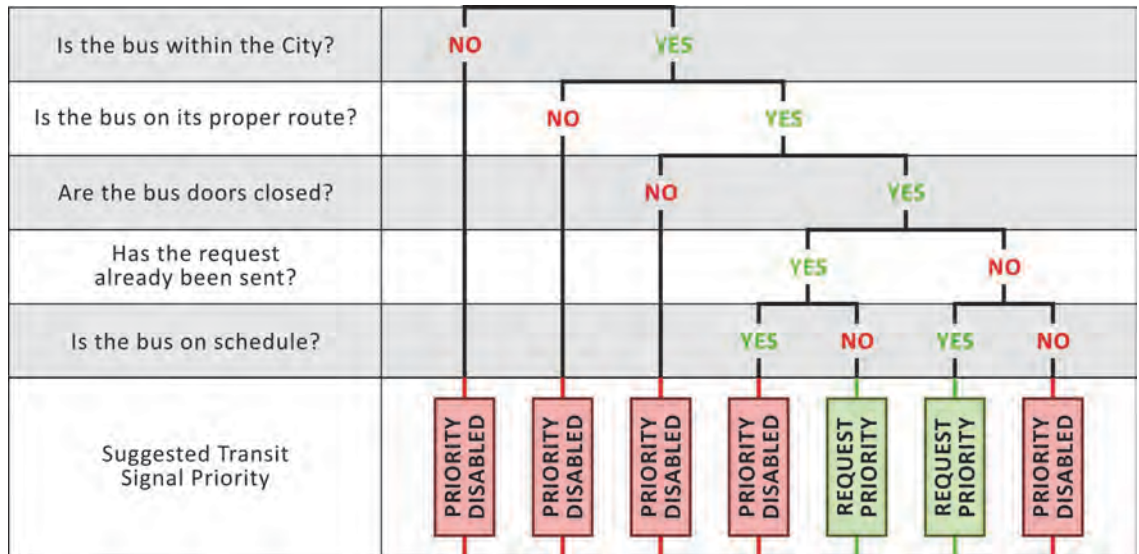 Is the bus within the City?
NO
YES
Is the bus on its proper route?
NO
YES
Are the bus doors closed?
NO
YES
Has the request
already been sent?
YES
NO
Is the bus on schedule?
YES
NO
YES
NO
Suggested Transit
Signal Priority
PRIORITY
DISABLED
PRIORITY
DISABLED
PRIORITY
DISABLED
PRIORITY
DISABLED
REQUEST
PRIORITY
REQUEST
PRIORITY
PRIORITY
DISABLED